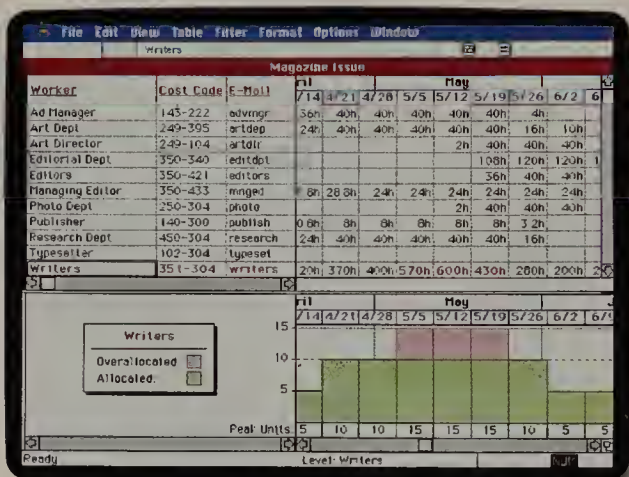 File Edit View Table Filter Format Options Window
Writers
Magazine Issue
Worker Cost Code E-Mail ril May
/14 4/21 4/28 5/5 5/12 5/19 5/26 6/2 6
Ad Manager 143-222 advmgr 36h 40h 40h 40h 40h 40h 4h
Art Dept 249-395 artdep 24h 40h 40h 40h 40h 40h 16h 10h
Art Director 249-104 artdir 2h 40h 40h 40h
Editorial Dept 350-340 editdpt 108h 120h 120h 1
Editors 350-421 editors 36h 40h 40h
Managing Editor 350-433 mnged 8h 28.8h 24h 24h 24h 24h 24h 24h
Photo Dept 250-304 photo 2h 40h 40h 40h
Publisher 140-300 publish 0.8h 8h 8h 8h 8h 8h 3.2h
Research Dept 450-304 research 24h 40h 40h 40h 40h 40h 16h
Typesetter 102-304 typeset
Writers 351-304 writers 20h 370h 400h 570h 600h 430h 280h 200h 2
ril May J
/14 4/21 4/28 5/5 5/12 5/19 5/26 6/2 6/9
Writers
Overallocated
Allocated:
15
10
5
Peak Units 5 10 10 15 15 15 10 5 5
Ready Level: Writers NUM